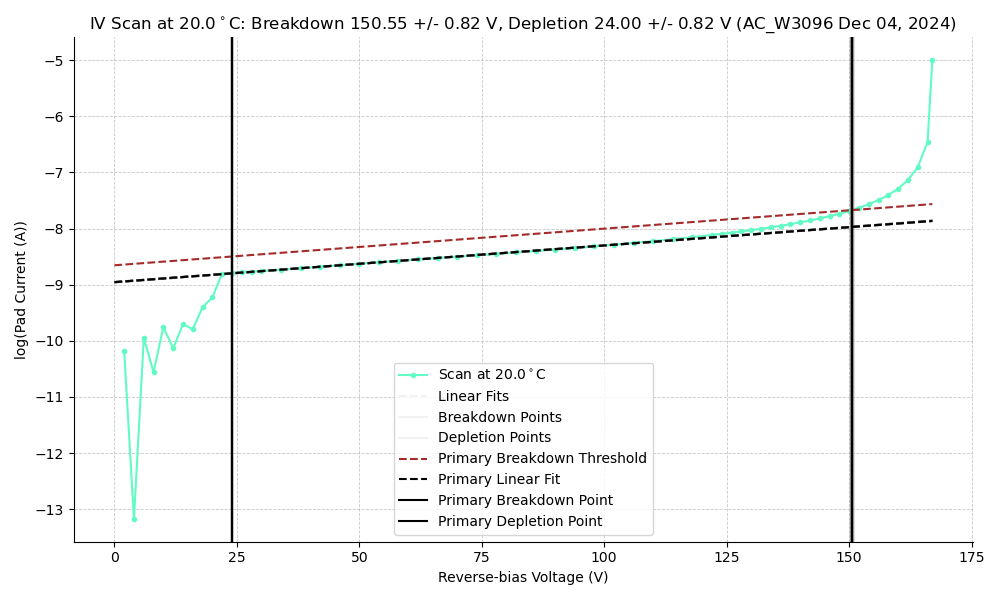 IV Scan at 20.0°C: Breakdown 150.55 +/- 0.82 V, Depletion 24.00 +/- 0.82 V (AC_W3096 Dec 04, 2024)
log(Pad Current (A))
−5
−6
−7
−8
−9
−10
−11
−12
−13
Scan at 20.0°C
Linear Fits
Breakdown Points
Depletion Points
Primary Breakdown Threshold
Primary Linear Fit
Primary Breakdown Point
Primary Depletion Point
0 25 50 75 100 125 150 175
Reverse-bias Voltage (V)